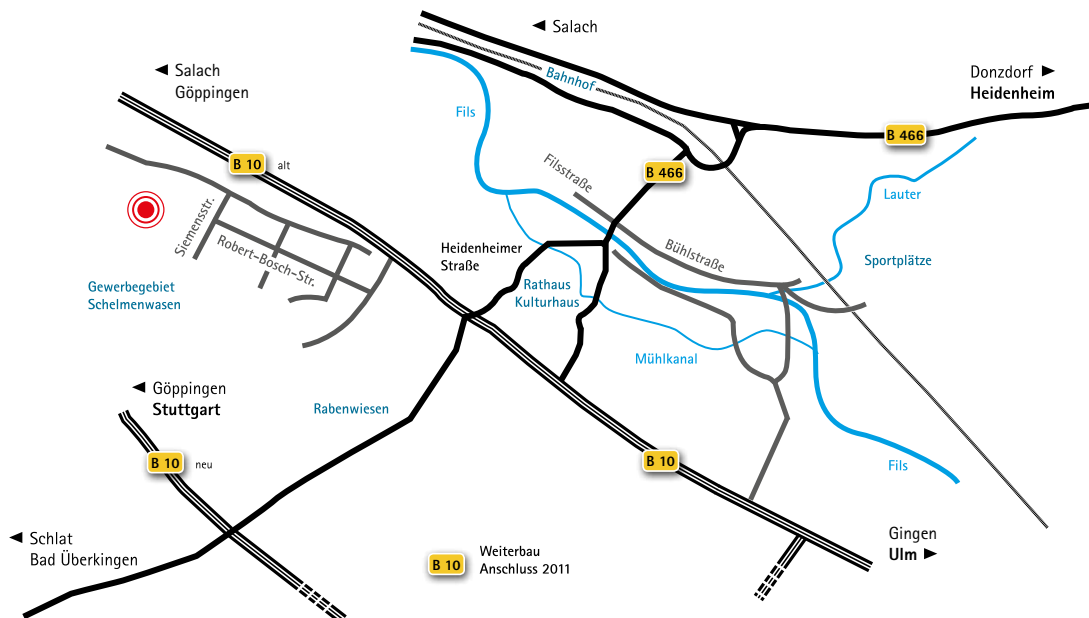 Salach
Salach
Göppingen
Bahnhof
Donzdorf
Heidenheim
Fils
B 466
B 10 alt
Filsstraße
B 466
Lauter
Siemensstr.
Robert-Bosch-Str.
Heidenheimer
Straße
Bühlstraße
Sportplätze
Gewerbegebiet
Schelmenwasen
Rathaus
Kulturhaus
Mühlkanal
Göppingen
Stuttgart
Rabenwiesen
B 10 neu
B 10
Fils
Schlat
Bad Überkingen
Gingen
Ulm
B 10
Weiterbau
Anschluss 2011